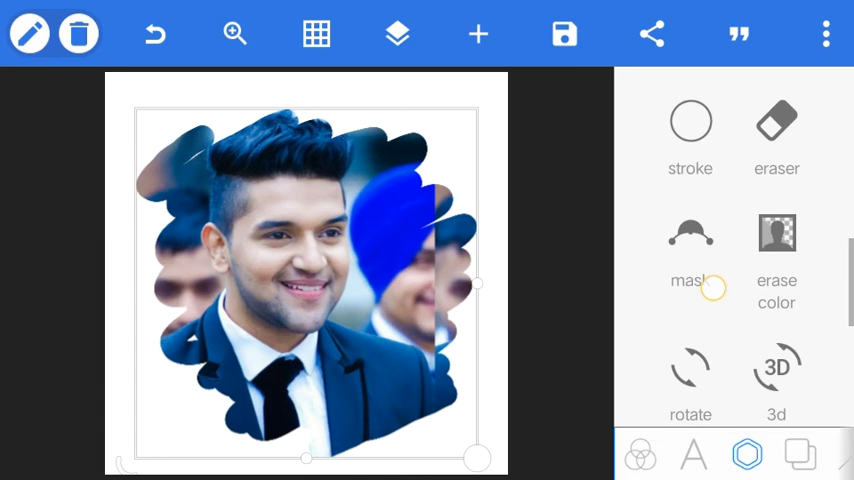 stroke eraser
mask erase
color
rotate 3D
3d
A